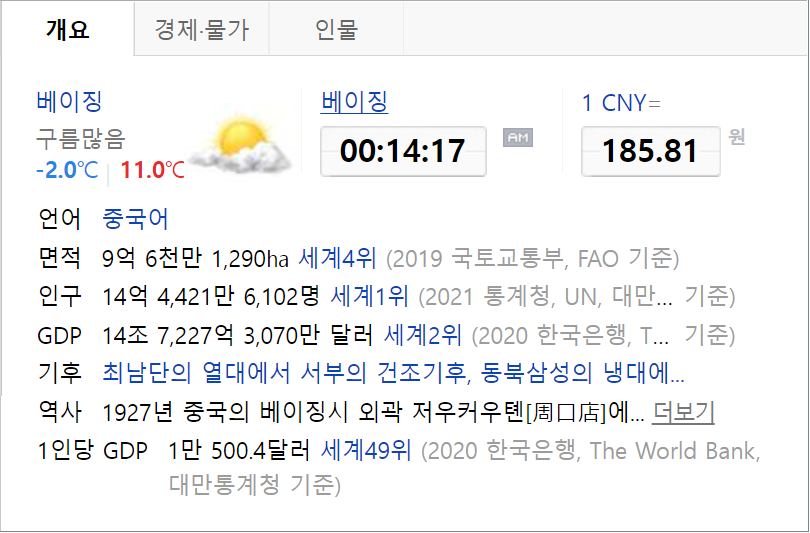 개요 경제·물가 인물
베이징 베이징 1 CNY=
구름많음
-2.0℃ 11.0℃ 00:14:17 AM 185.81 원
언어 중국어
면적 9억 6천만 1,290ha 세계4위 (2019 국토교통부, FAO 기준)
인구 14억 4,421만 6,102명 세계1위 (2021 통계청, UN, 대만... 기준)
GDP 14조 7,227억 3,070만 달러 세계2위 (2020 한국은행, T... 기준)
기후 최남단의 열대에서 서부의 건조기후, 동북삼성의 냉대에...
역사 1927년 중국의 베이징시 외곽 저우커우톈[周口店]에... 더보기
1인당 GDP 1만 500.4달러 세계49위 (2020 한국은행, The World Bank,
대만통계청 기준)